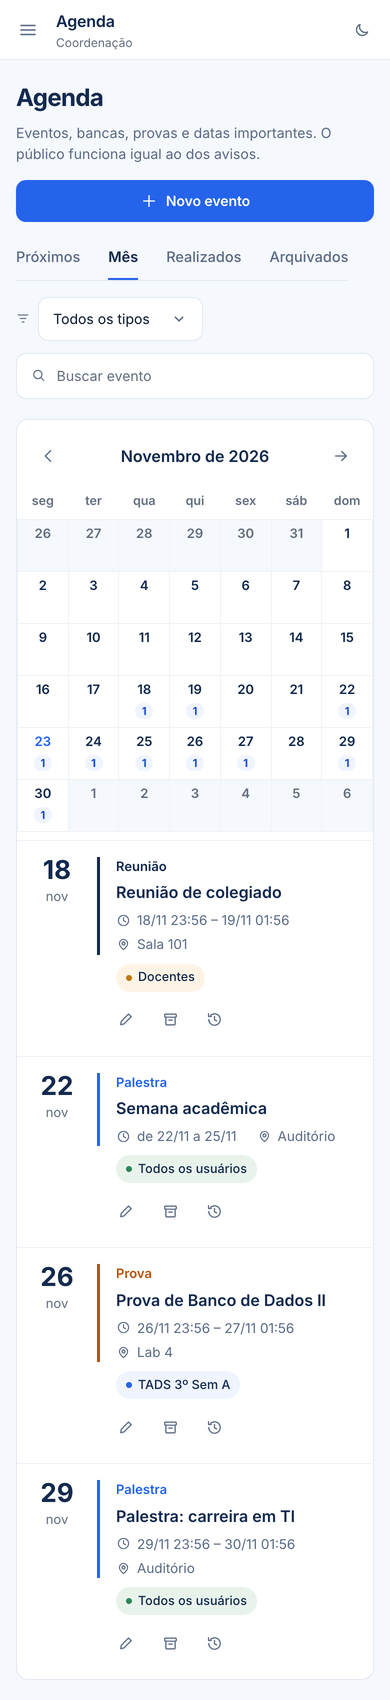 Agenda
Coordenação
Agenda
Eventos, bancas, provas e datas importantes. O
público funciona igual ao dos avisos.
Novo evento
Próximos Mês Realizados Arquivados
Todos os tipos
Buscar evento
Novembro de 2026
seg ter qua qui sex sáb dom
26 27 28 29 30 31 1
2 3 4 5 6 7 8
9 10 11 12 13 14 15
16 17 18 19 20 21 22
1 1 1
23 24 25 26 27 28 29
1 1 1 1 1 1
30 1 2 3 4 5 6
1
18
nov
Reunião
Reunião de colegiado
18/11 23:56 – 19/11 01:56
Sala 101
Docentes
22
nov
Palestra
Semana acadêmica
de 22/11 a 25/11 Auditório
Todos os usuários
26
nov
Prova
Prova de Banco de Dados II
26/11 23:56 – 27/11 01:56
Lab 4
TADS 3º Sem A
29
nov
Palestra
Palestra: carreira em TI
29/11 23:56 – 30/11 01:56
Auditório
Todos os usuários